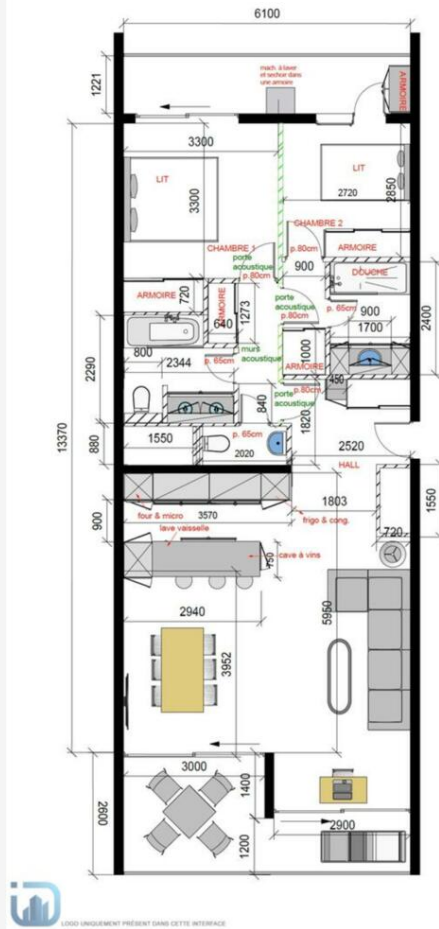 6100
1221
mach. à laver
et sechoir dans
une armoire
ARMOIRE
3300
LIT
LIT
2850
3300
2720
CHAMBRE 2
CHAMBRE 1
porte
acoustique
p.80cm
p.80cm
ARMOIRE
900
DOUCHE
ARMOIRE
720
ARMOIRE
640
1273
porte
acoustique
p.80cm
p. 65cm
900
1700
2400
800
2344
murs
acoustique
p. 65cm
ARMOIRE
1000
450
2290
840
p.80cm
porte
acoustique
1820
13370
880
1550
p. 65cm
2020
2520
HALL
four & micro
3570
frigo & cong.
1803
1550
900
lave vaisselle
720
cave à vins
750
2940
5950
3952
3000
2600
1400
2900
1200
LOGO UNIQUEMENT PRÉSENT DANS CETTE INTERFACE